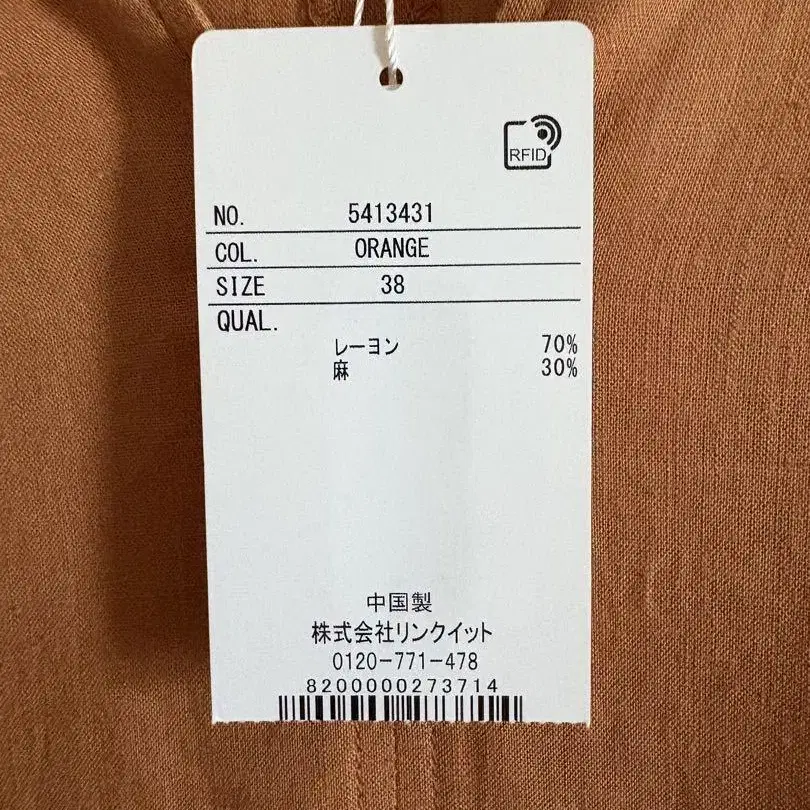 RFID
NO. 5413431
COL. ORANGE
SIZE 38
QUAL.
レーヨン 70%
麻 30%
中国製
株式会社リンクイット
0120-771-478
8200000273714